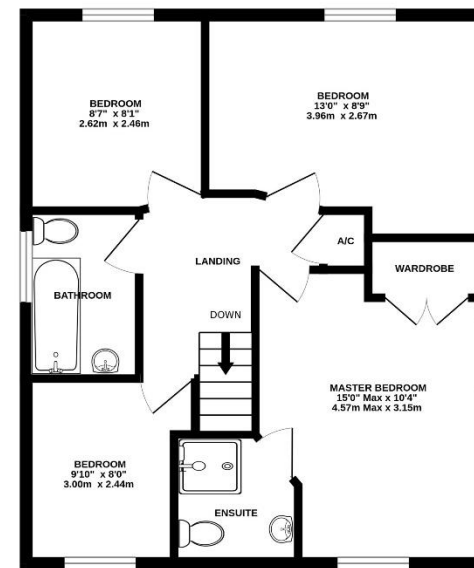 BEDROOM
8'7" x 8'1"
2.62m x 2.46m
BEDROOM
13'0" x 8'9"
3.96m x 2.67m
A/C
LANDING
WARDROBE
BATHROOM
DOWN
MASTER BEDROOM
15'0" Max x 10'4"
4.57m Max x 3.15m
BEDROOM
9'10" x 8'0"
3.00m x 2.44m
ENSUITE